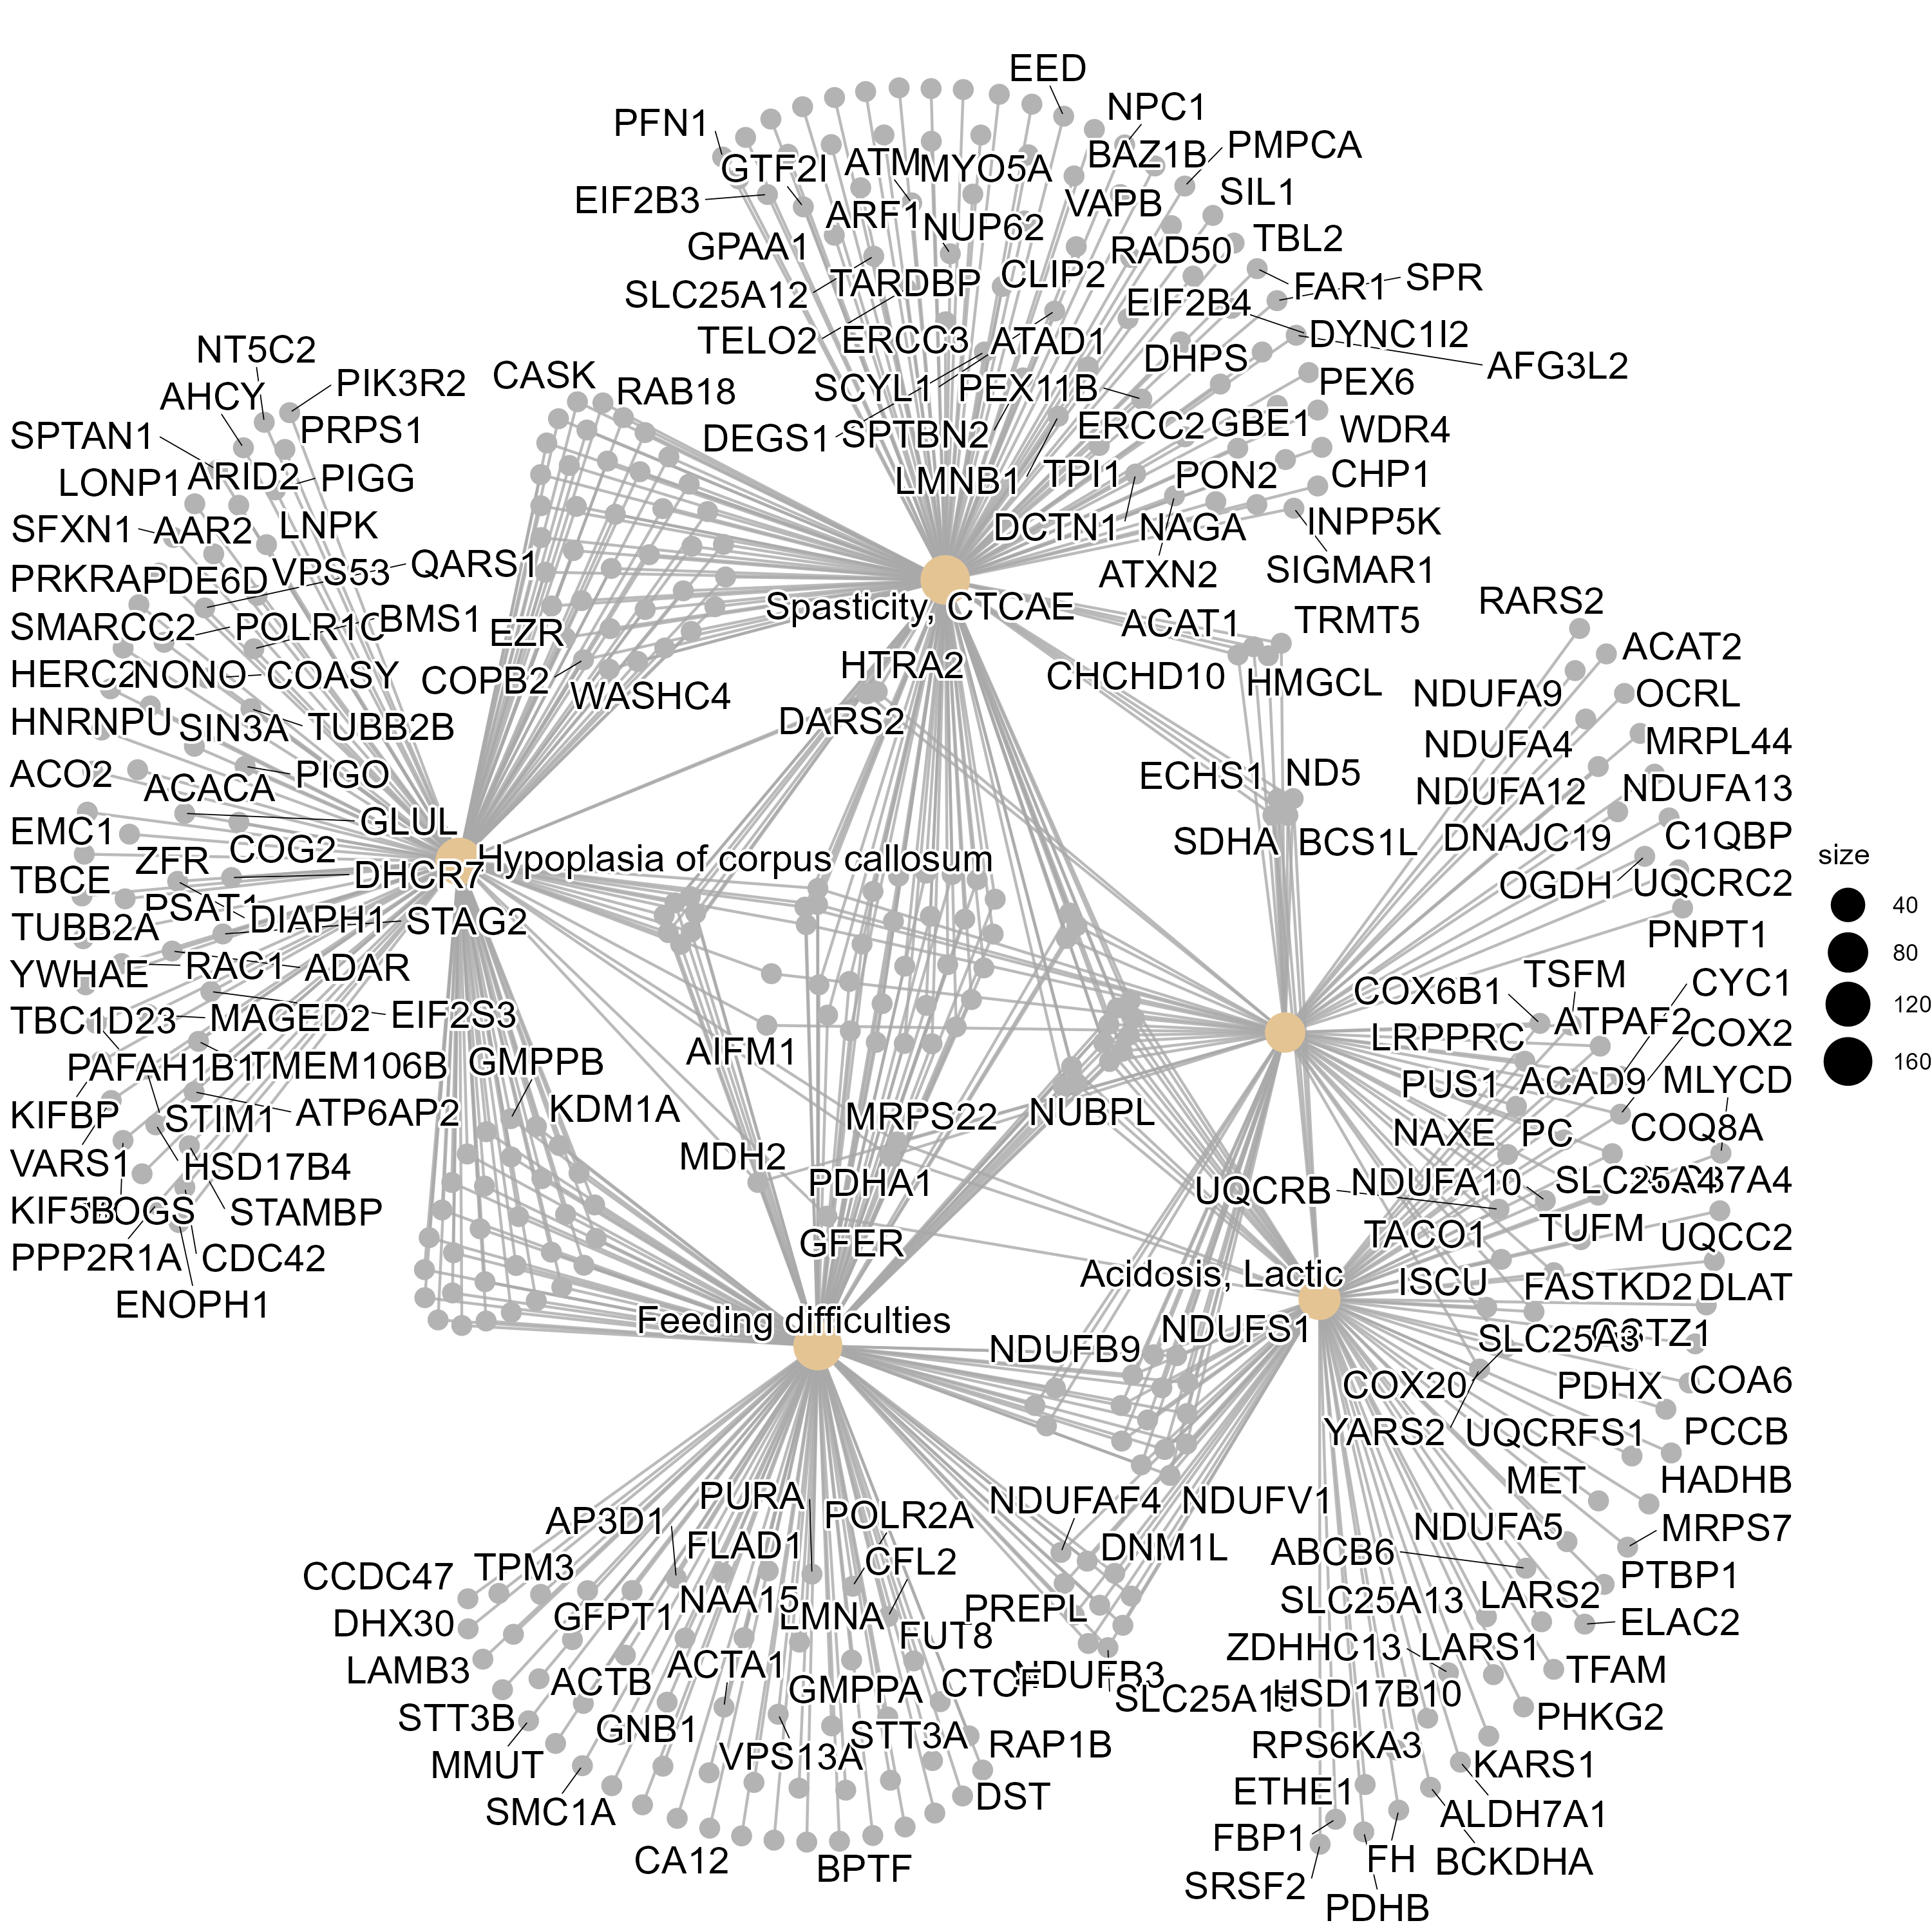 EED
NPC1
PFN1
PMPCA
BAZ1B
GTF2I
ATM
MYO5A
SIL1
EIF2B3
VAPB
ARF1
NUP62
TBL2
GPAA1
RAD50
CLIP2
SPR
FAR1
TARDBP
SLC25A12
EIF2B4
DYNC1I2
TELO2
ERCC3
ATAD1
NT5C2
DHPS
AFG3L2
CASK
PIK3R2
RAB18
SCYL1
PEX11B
PEX6
AHCY
SPTAN1
PRPS1
DEGS1
SPTBN2
ERCC2
GBE1
WDR4
LONP1
ARID2
PIGG
LMNB1
TPI1
PON2
CHP1
SFXN1
AAR2
LNPK
DCTN1
NAGA
INPP5K
PRKRA
PDE6D
VPS53
QARS1
ATXN2
SIGMAR1
Spasticity, CTCAE
RARS2
SMARCC2
POLR1C
BMS1
EZR
ACAT1
TRMT5
ACAT2
HERC2
NONO
COASY
COPB2
WASHC4
HTRA2
CHCHD10
HMGCL
NDUFA9
OCRL
HNRNPU
SIN3A
TUBB2B
DARS2
NDUFA4
MRPL44
ACO2
ACACA
PIGO
ECHS1
ND5
NDUFA12
NDUFA13
EMC1
GLUL
SDHA
BCS1L
DNAJC19
C1QBP
ZFR
COG2
Hypoplasia of corpus callosum
size
TBCE
DHCR7
OGDH
UQCRC2
40
TUBB2A
PSAT1
DIAPH1
STAG2
PNPT1
80
YWHAE
RAC1
ADAR
COX6B1
TSFM
CYC1
120
TBC1D23
MAGED2
EIF2S3
LRPPRC
ATPAF2
COX2
160
PAFAH1B1
TMEM106B
GMPPB
AIFM1
PUS1
ACAD9
MLYCD
KIFBP
STIM1
ATP6AP2
KDM1A
MRPS22
NUBPL
NAXE
PC
COQ8A
VARS1
HSD17B4
MDH2
PDHA1
UQCRB
NDUFA10
SLC25A4
KIF5B
STAMBP
TACO1
TUFM
UQCC2
PPP2R1A
CDC42
GFER
Acidosis, Lactic
ISCU
FASTKD2
DLAT
ENOPH1
Feeding difficulties
NDUFB9
NDUFS1
SLC25A3
COX20
PDHX
COA6
YARS2
UQCRFS1
PCCB
MET
HADHB
PURA
POLR2A
NDUFAF4
NDUFV1
NDUFA5
MRPS7
AP3D1
FLAD1
CFL2
DNM1L
ABCB6
PTBP1
CCDC47
TPM3
NAA15
LMNA
PREPL
SLC25A13
LARS2
ELAC2
DHX30
GFPT1
FUT8
ZDHHC13
LARS1
TFAM
LAMB3
ACTB
ACTA1
GMPPA
CTCF
NDUFB3
HSD17B10
PHKG2
STT3B
GNB1
VPS13A
STT3A
RAP1B
RPS6KA3
KARS1
MMUT
DST
ETHE1
ALDH7A1
SMC1A
FBP1
FH
BCKDHA
CA12
BPTF
SRSF2
PDHB